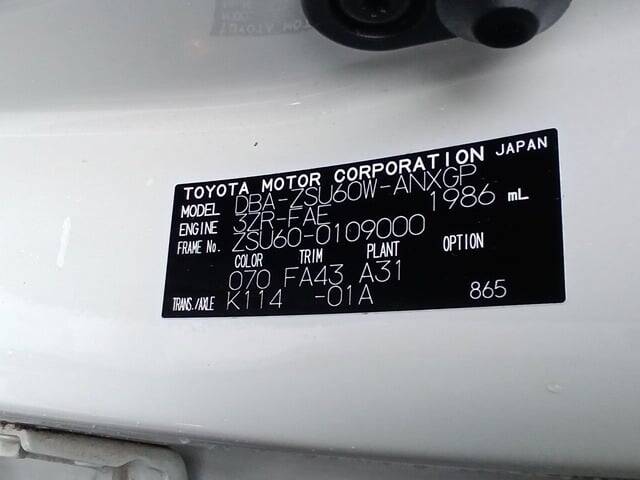 TOYOTA MOTOR CORPORATION JAPAN
MODEL DBA-ZSU60W-ANXGP
ENGINE 3ZR-FAE 1986 mL
FRAME No. ZSU60-0109000
COLOR TRIM PLANT OPTION
070 FA43 A31
TRANS./AXLE K114 -01A 865